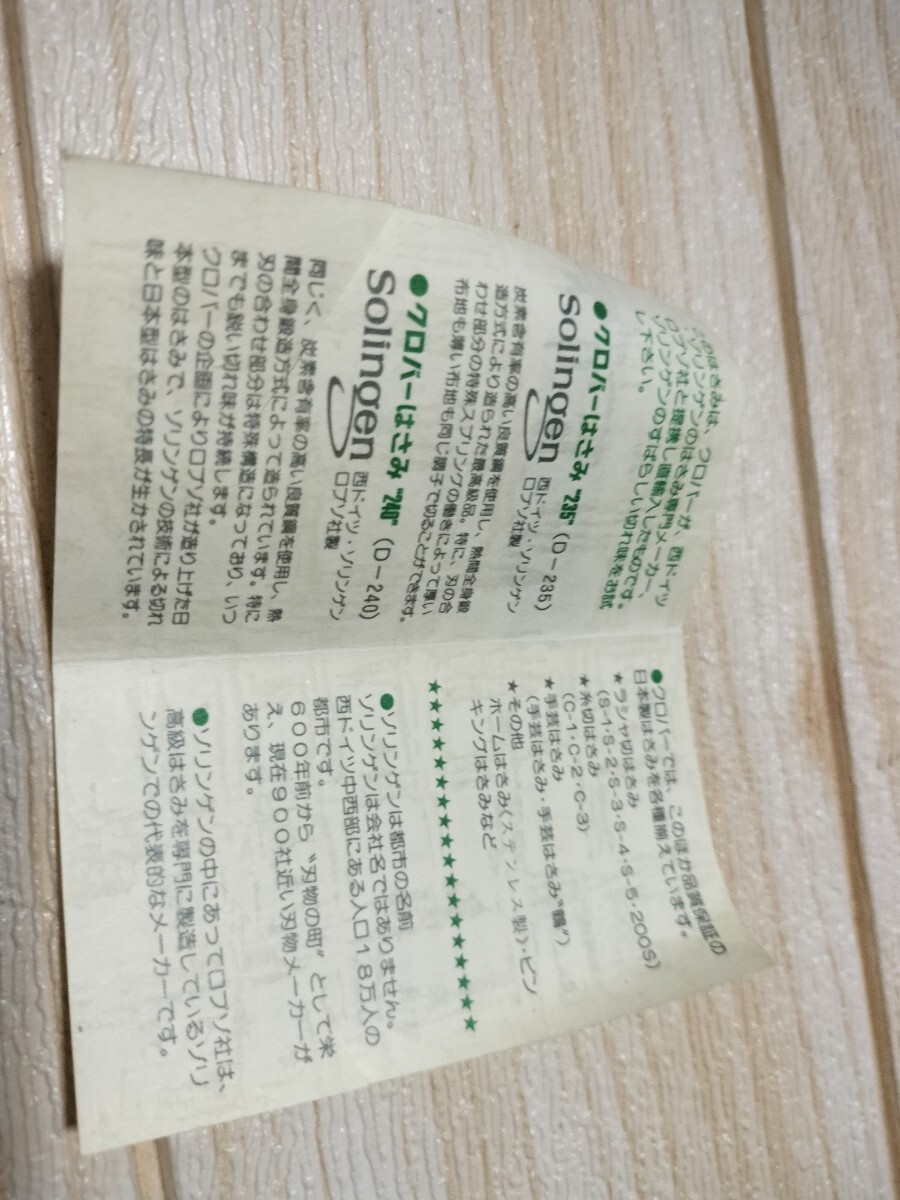 このはさみは、クロバーが、西ドイツ
ソリンゲンのはさみ専門メーカー、
ロブソ社と提携し直輸入したものです。
ソリンゲンのすばらしい切れ味をお試
し下さい。
●クロバーはさみ "235" (D-235)
Solingen 西ドイツ・ソリンゲン
ロブソ社製
炭素含有率の高い良質鋼を使用し、熱間全身鍛
造方式により造られた最高級品。特に、刃の合
わせ部分の特殊スプリングの働きによって厚い
布地も薄い布地も同じ調子で切ることができます。
●クロバーはさみ "240" (D-240)
Solingen 西ドイツ・ソリンゲン
ロブソ社製
同じく、炭素含有率の高い良質鋼を使用し、熱
間全身鍛造方式によって造られています。特に
刃の合わせ部分は特殊構造になっており、いつ
までも鋭い切れ味が持続します。
クロバーの企画によりロブソ社が造り上げた日
本型のはさみで、ソリンゲンの技術による切れ
味と日本型はさみの特長が生かされています。
●クロバーでは、このほか品質保証の
日本製はさみを各種揃えています。
★ラシャ切はさみ
(S-1・S-2・S-3・S-4・S-5・200S)
★糸切はさみ
(C-1・C-2・C-3)
★手芸はさみ
(手芸はさみ・手芸はさみ"鶴")
★その他
ホームはさみ(ステンレス製)・ピン
キングはさみなど
★★★★★★★★★★★★★★★★★★
●ソリンゲンは都市の名前
ソリンゲンは会社名ではありません。
西ドイツ中西部にある人口18万人の
都市です。
600年前から"刃物の町"として栄
え、現在900社近い刃物メーカーが
あります。
●ソリンゲンの中にあってロブソ社は、
高級はさみを専門に製造しているソリ
ンゲンでの代表的なメーカーです。